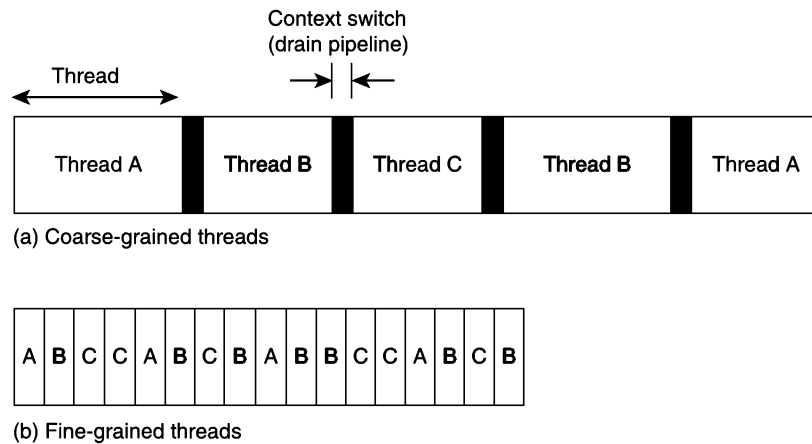 Context switch
(drain pipeline)
Thread
Thread A Thread B Thread C Thread B Thread A
(a) Coarse-grained threads
A B C C A B C B A B B C C A B C B
(b) Fine-grained threads